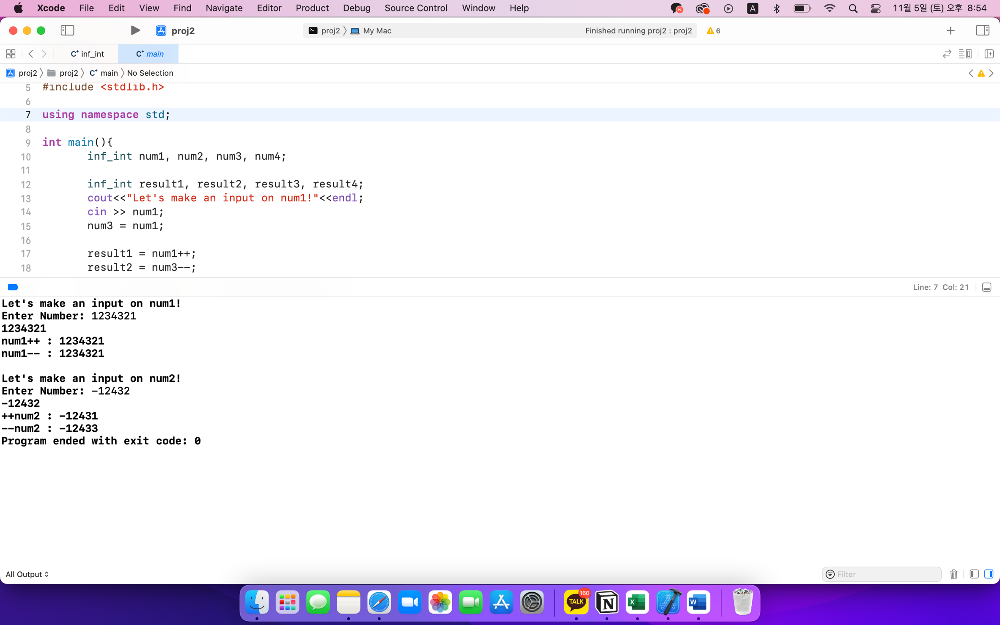 Xcode File Edit View Find Navigate Editor Product Debug Source Control Window Help A 11월 5일 (토) 오후 8:54
proj2 proj2 〉 My Mac Finished running proj2 : proj2 6
inf_int main
proj2 〉 proj2 〉 main 〉 No Selection
5 #include <stdlib.h>
6
7 using namespace std;
8
9 int main(){
10 inf_int num1, num2, num3, num4;
11
12 inf_int result1, result2, result3, result4;
13 cout<<"Let's make an input on num1!"<<endl;
14 cin >> num1;
15 num3 = num1;
16
17 result1 = num1++;
18 result2 = num3--;
Line: 7 Col: 21
Let's make an input on num1!
Enter Number: 1234321
1234321
num1++ : 1234321
num1-- : 1234321
Let's make an input on num2!
Enter Number: -12432
-12432
++num2 : -12431
--num2 : -12433
Program ended with exit code: 0
All Output Filter
TALK 160 N X W